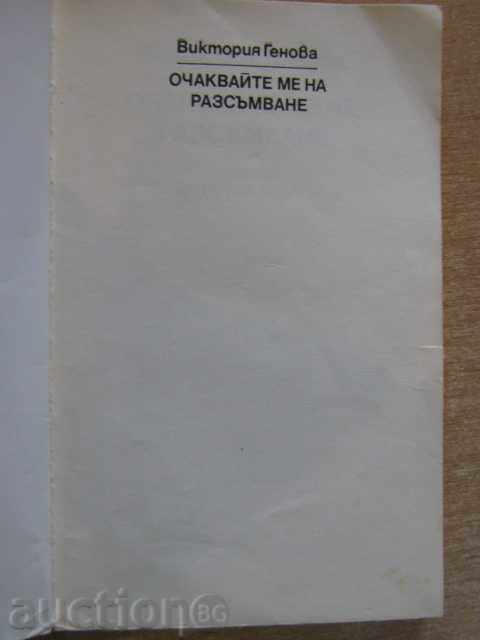 Виктория Генова
ОЧАКВАЙТЕ МЕ НА
РАЗСЪМВАНЕ
auction BG